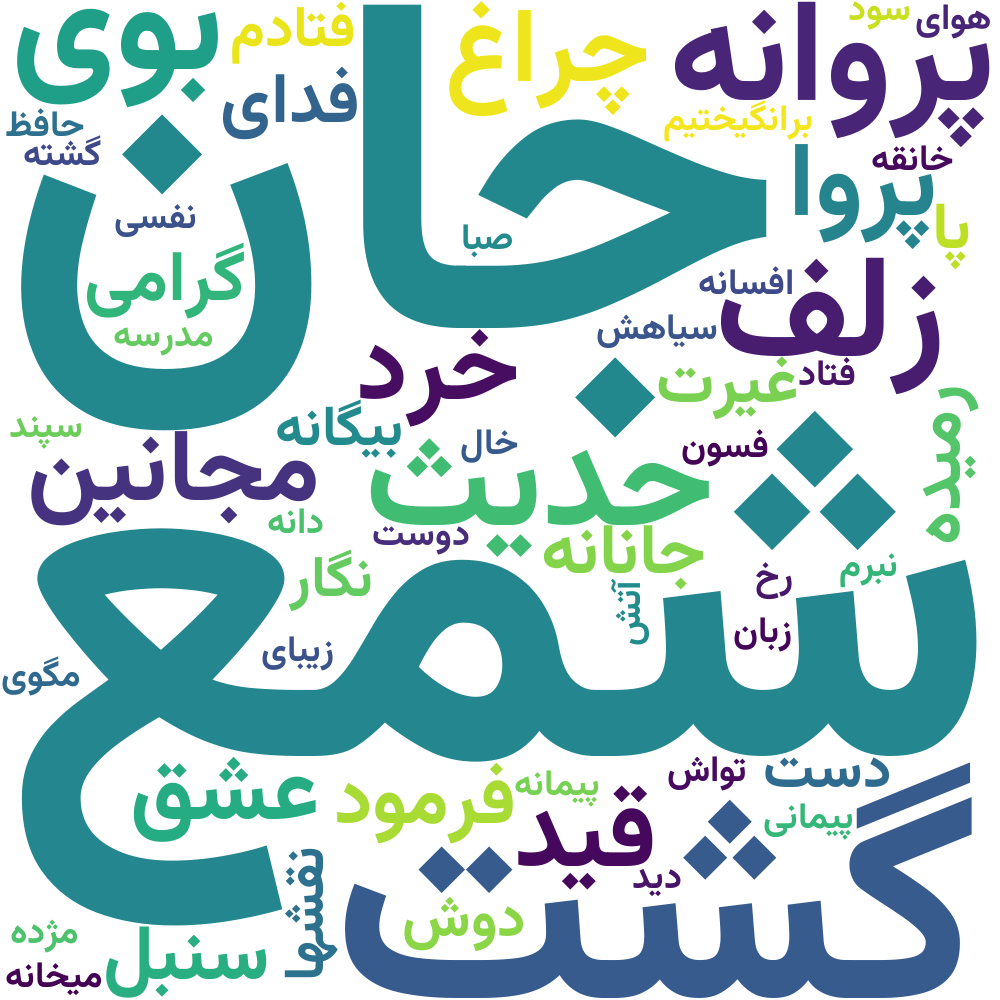 هوای
سود
پروانه
چراغ
فتادم
بوی
جان
فدای
حافظ
برانگیختیم
گشته
خانقه
پروا
نفسی
پا
صبا
گرامی
زلف
افسانه
مدرسه
سیاهش
خرد
غیرت
فتاد
رمیده
بیگانه
سپند
خال
فسون
مجانین
حدیث
دانه
دوست
جانانه
شمع
نگار
نبرم
رخ
آتش
زبان
زیبای
مگوی
تواش
دست
عشق
فرمود
پیمانه
قید
پیمانی
گشت
دید
نقشها
دوش
مژده
سنبل
میخانه